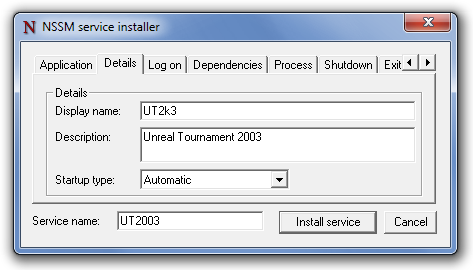 NSSM service installer
Application Details Log on Dependencies Process Shutdown Exit
Details
Display name: UT2k3
Description: Unreal Tournament 2003
Startup type: Automatic
Service name: UT2003 Install service Cancel